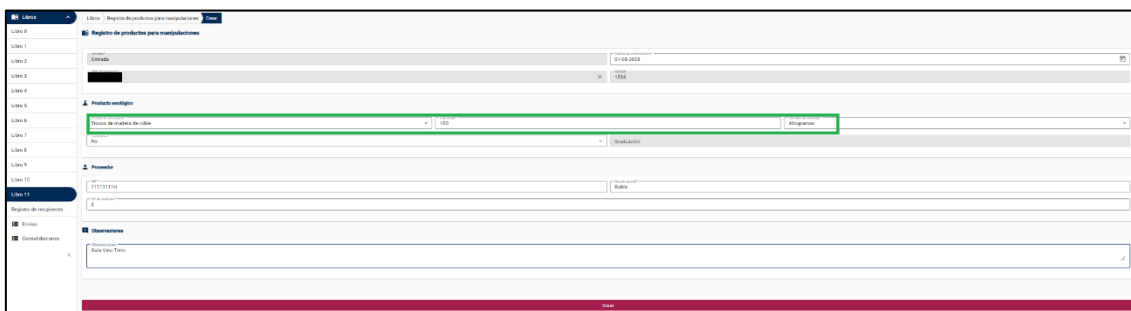 Libros
Libros
Registro de productos para manipulaciones
Crear
Libro 0
Registro de productos para manipulaciones
Libro 1
Libro 2
Entrada
01-08-2025
Libro 3
1004
Libro 4
Libro 5
Producto enológico
Libro 6
Trozos de madera de roble
100
Kilogramos
Libro 7
No
Graduación
Libro 8
Libro 9
Proveedor
Libro 10
11111111H
Roble
Libro 11
2
Registro de recipientes
Envíos
Observaciones
Consolidaciones
Observaciones
Solo Vino Tinto
Crear